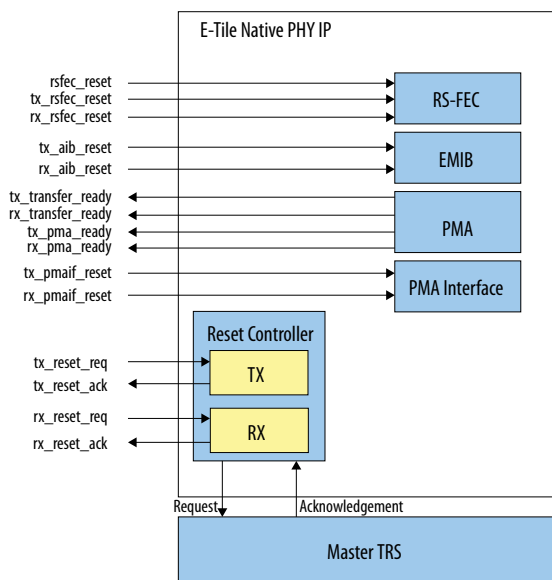 E-Tile Native PHY IP
rsfec_reset
tx_rsfec_reset
rx_rsfec_reset
RS-FEC
tx_aib_reset
rx_aib_reset
EMIB
tx_transfer_ready
rx_transfer_ready
tx_pma_ready
rx_pma_ready
PMA
tx_pmaif_reset
rx_pmaif_reset
PMA Interface
Reset Controller
tx_reset_req
tx_reset_ack
TX
rx_reset_req
rx_reset_ack
RX
Request
Acknowledgement
Master TRS